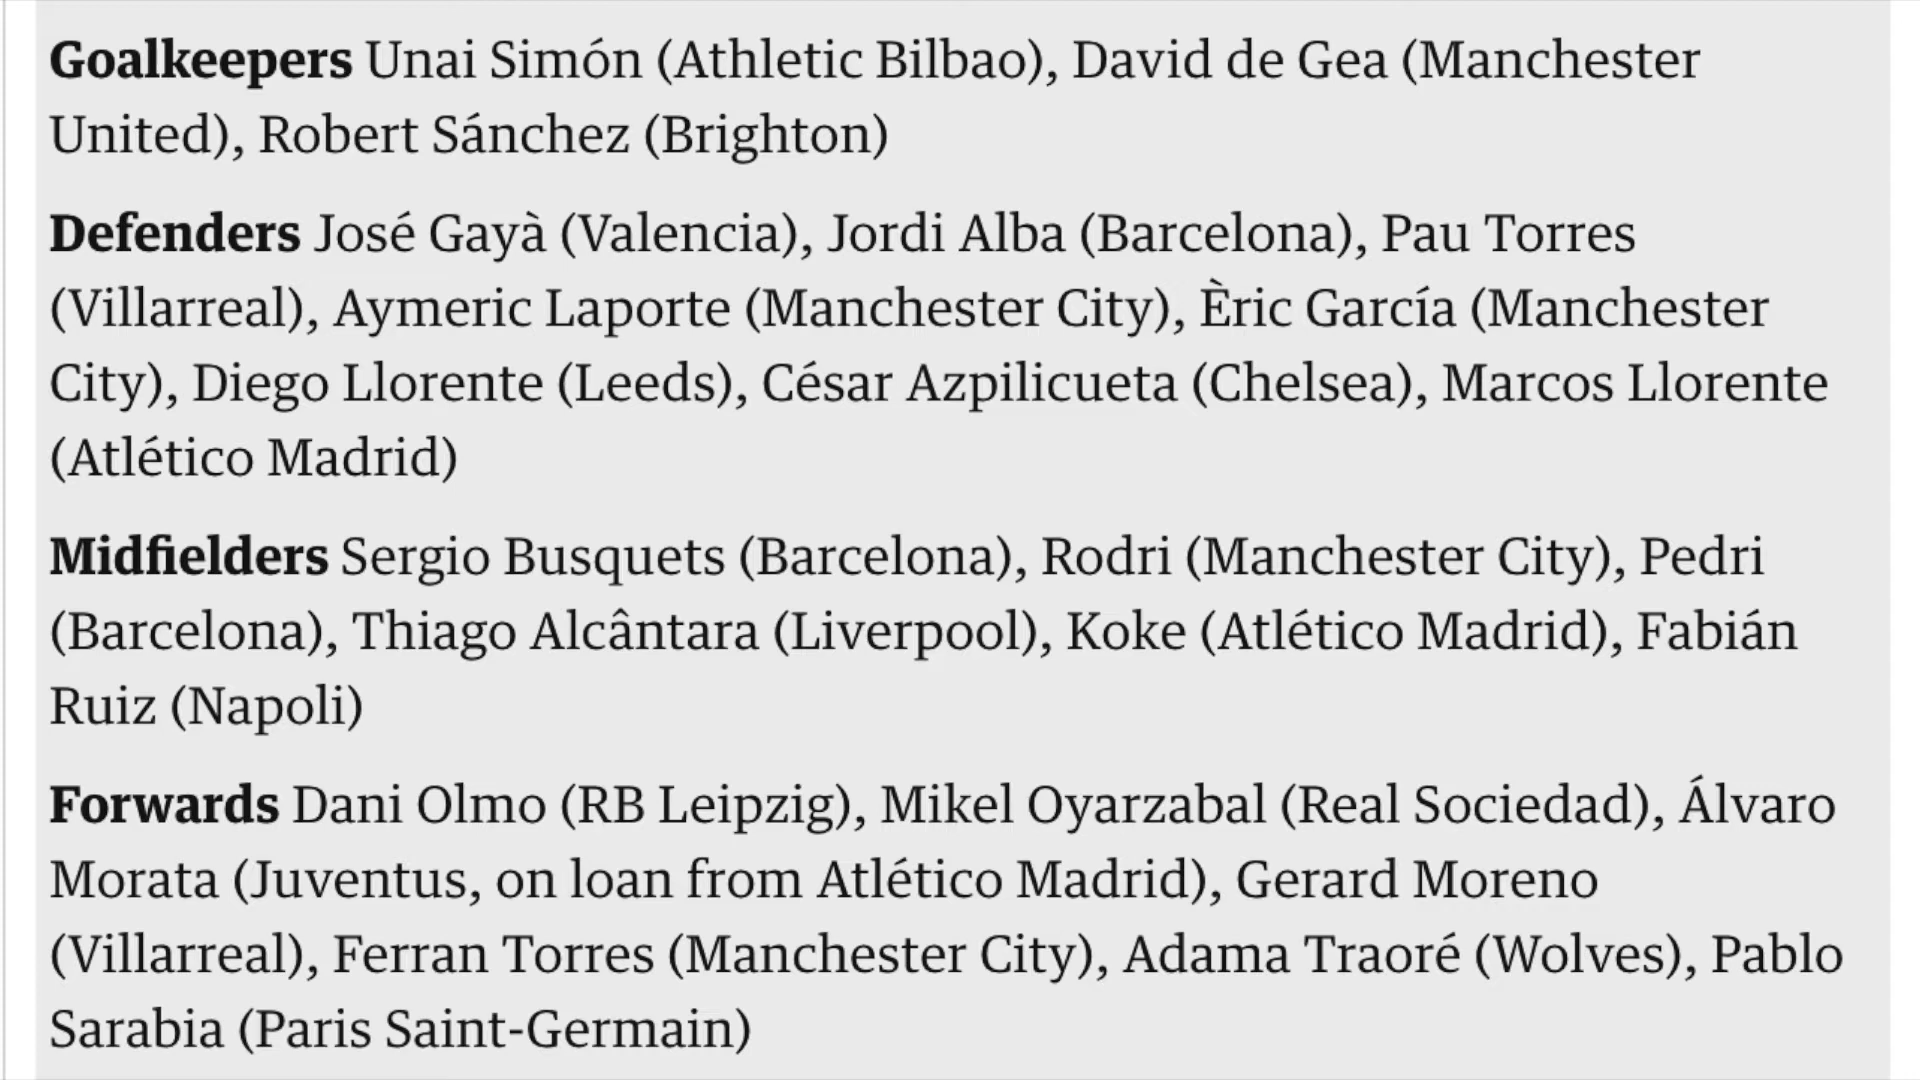 Goalkeepers Unai Simón (Athletic Bilbao), David de Gea (Manchester
United), Robert Sánchez (Brighton)
Defenders José Gayà (Valencia), Jordi Alba (Barcelona), Pau Torres
(Villarreal), Aymeric Laporte (Manchester City), Èric García (Manchester
City), Diego Llorente (Leeds), César Azpilicueta (Chelsea), Marcos Llorente
(Atlético Madrid)
Midfielders Sergio Busquets (Barcelona), Rodri (Manchester City), Pedri
(Barcelona), Thiago Alcântara (Liverpool), Koke (Atlético Madrid), Fabián
Ruiz (Napoli)
Forwards Dani Olmo (RB Leipzig), Mikel Oyarzabal (Real Sociedad), Álvaro
Morata (Juventus, on loan from Atlético Madrid), Gerard Moreno
(Villarreal), Ferran Torres (Manchester City), Adama Traoré (Wolves), Pablo
Sarabia (Paris Saint-Germain)